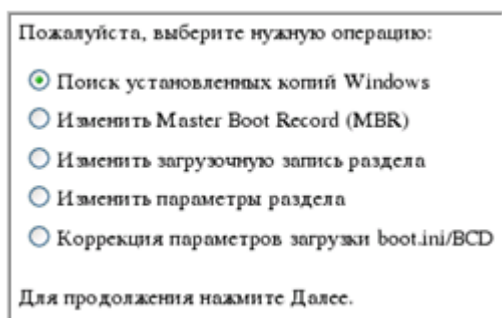 Пожалуйста, выберите нужную операцию:
Поиск установленных копий Windows
Изменить Master Boot Record (MBR)
Изменить загрузочную запись раздела
Изменить параметры раздела
Коррекция параметров загрузки boot.ini/BCD
Для продолжения нажмите Далее.